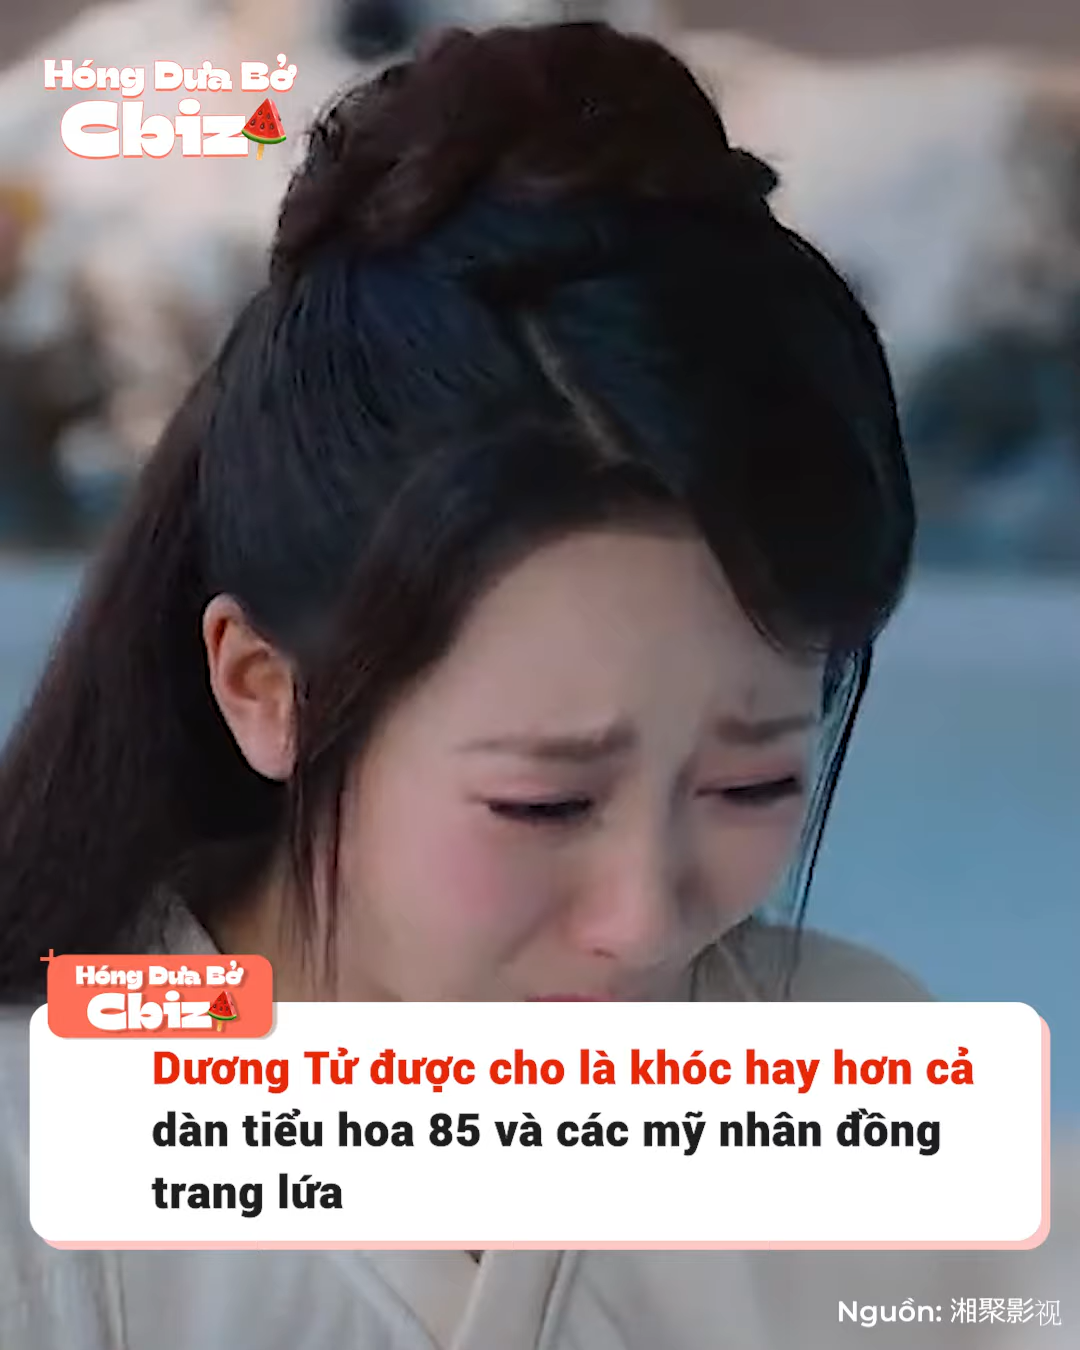 Hóng Dưa Bở
Cbiz
Hóng Dưa Bở
Cbiz
Dương Tử được cho là khóc hay hơn cả
dàn tiểu hoa 85 và các mỹ nhân đồng
trang lứa
Nguồn: 湘聚影视